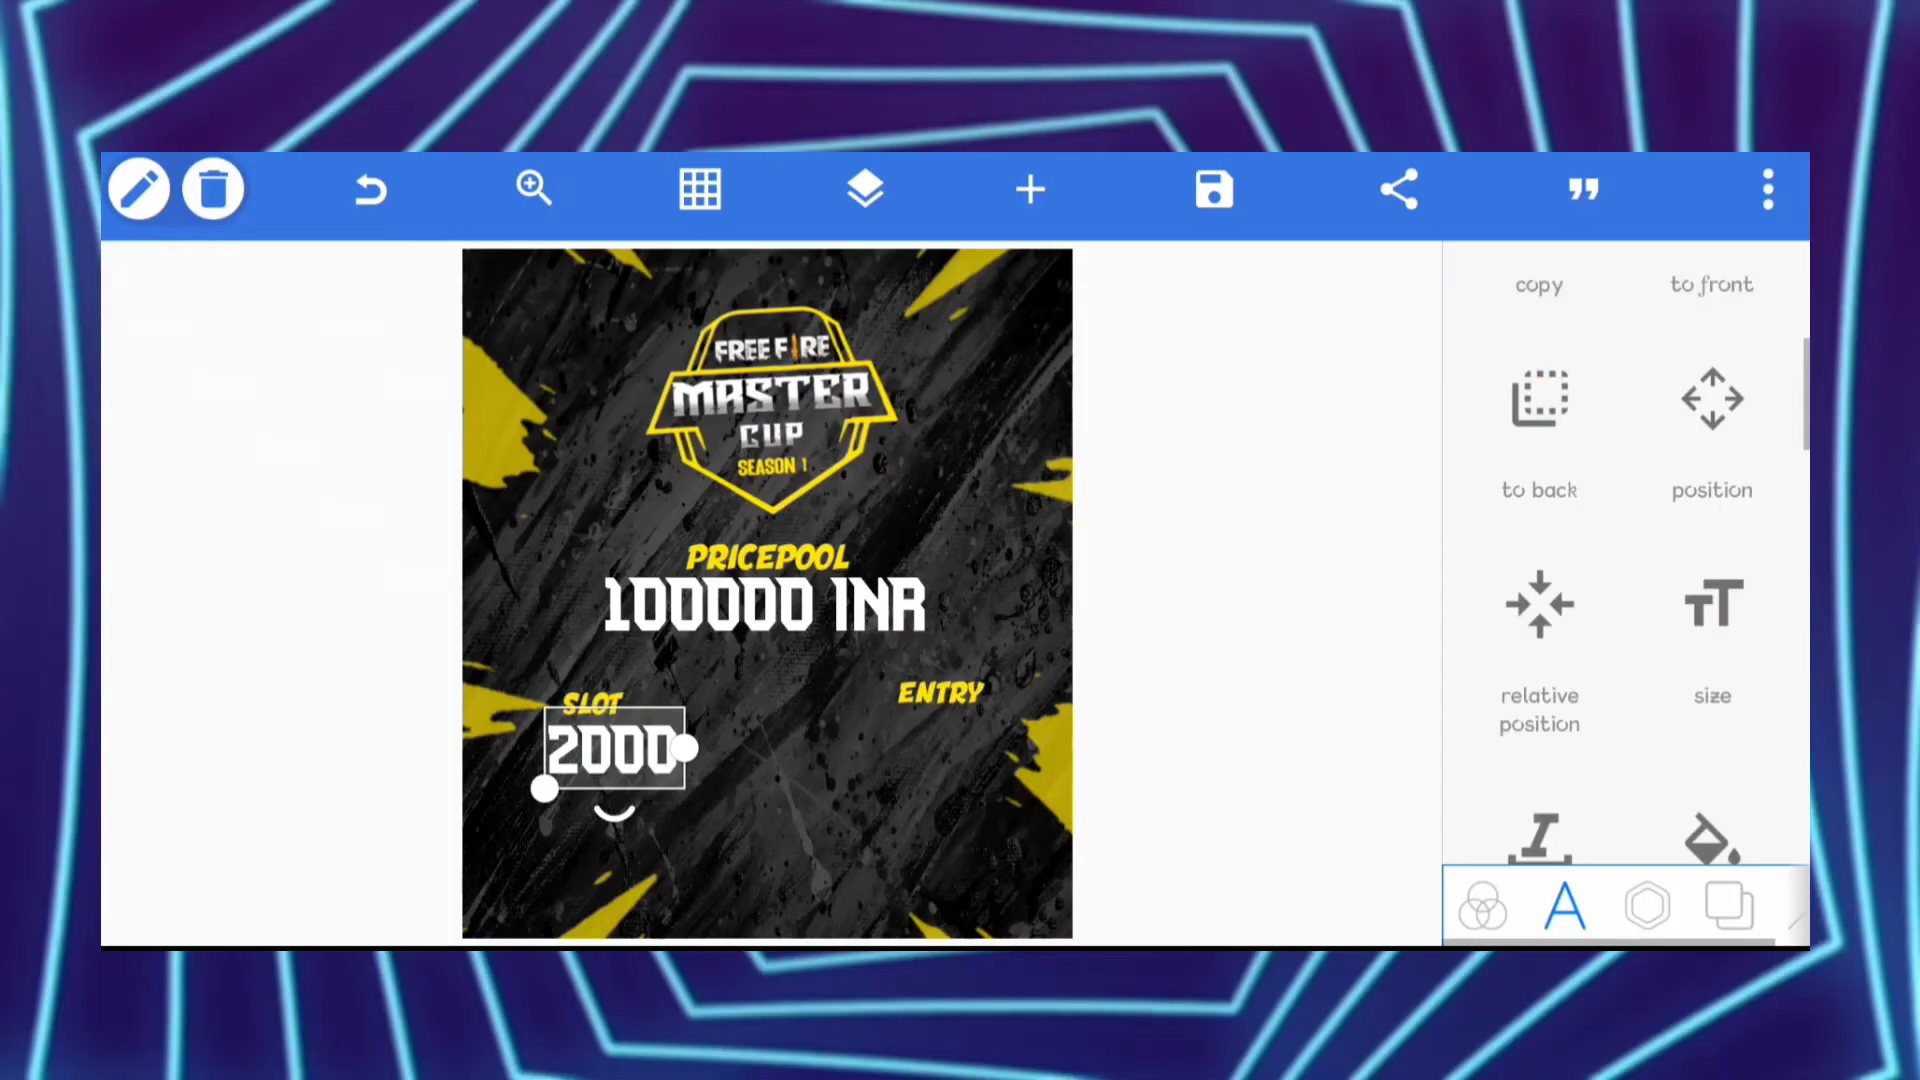 copy
to front
FREE FIRE
MASTER
CUP
SEASON 1
to back
position
PRICEPOOL
100000 INR
relative
position
size
SLOT
ENTRY
2000